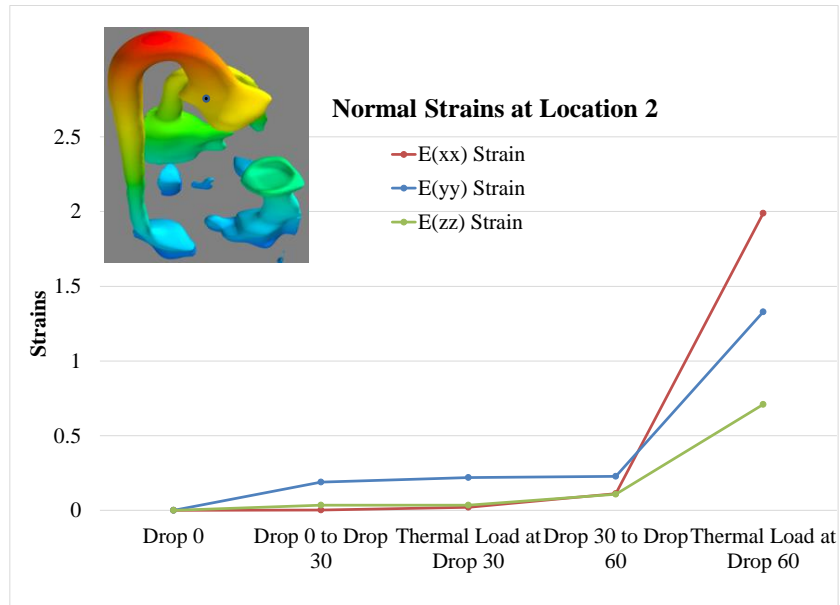 Normal Strains at Location 2
E(xx) Strain
E(yy) Strain
E(zz) Strain
Strains
2.5
2
1.5
1
0.5
0
Drop 0
Drop 0 to Drop
30
Thermal Load at
Drop 30
Drop 30 to Drop
60
Thermal Load at
Drop 60